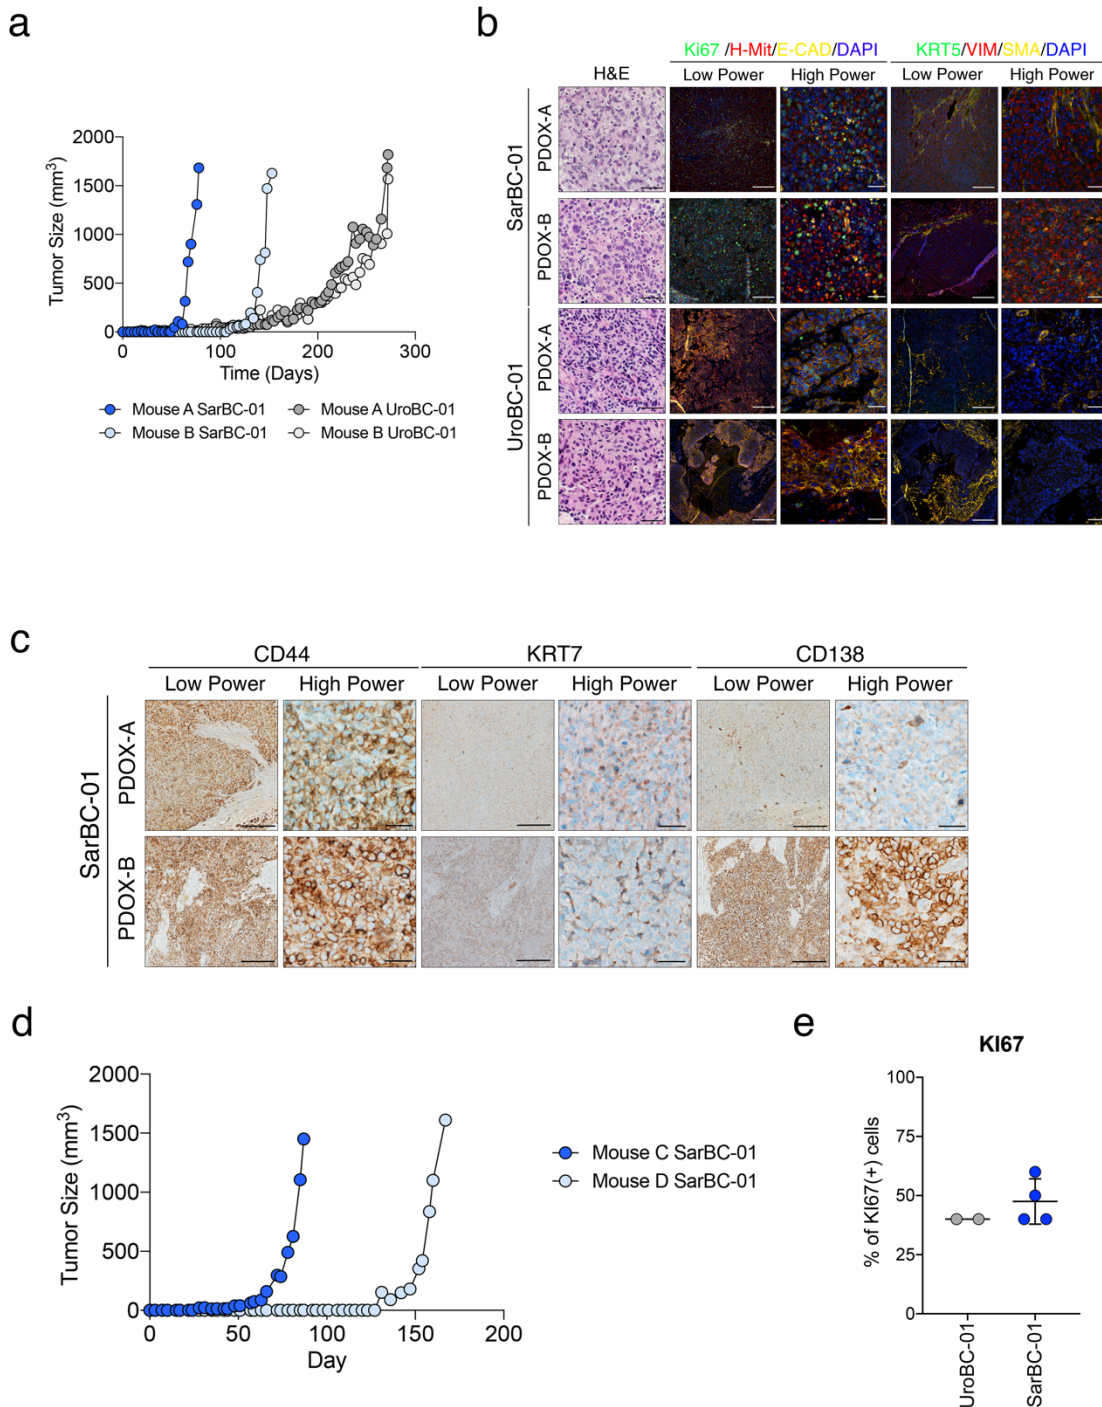 a
Tumor Size (mm³)
2000
1500
1000
500
0
0 100 200 300
Time (Days)
Mouse A SarBC-01 Mouse A UroBC-01
Mouse B SarBC-01 Mouse B UroBC-01
b
Ki67 /H-Mit/E-CAD/DAPI KRT5/VIM/SMA/DAPI
H&E Low Power High Power Low Power High Power
SarBC-01
PDOX-A
PDOX-B
UroBC-01
PDOX-A
PDOX-B
c
CD44 KRT7 CD138
Low Power High Power Low Power High Power Low Power High Power
SarBC-01
PDOX-A
PDOX-B
d
Tumor Size (mm³)
2000
1500
1000
500
0
0 50 100 150 200
Day
Mouse C SarBC-01
Mouse D SarBC-01
e
KI67
% of KI67(+) cells
100
75
50
25
0
UroBC-01
SarBC-01